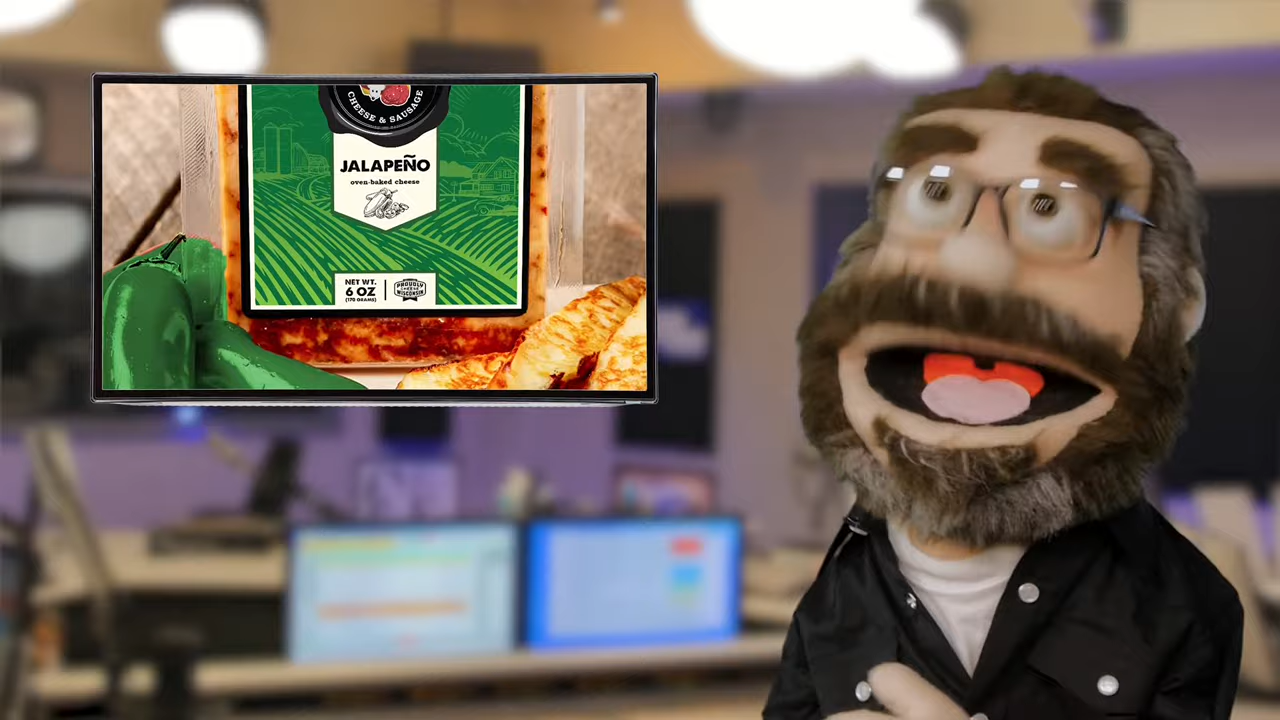 CHEESE & SAUSAGE
JALAPEÑO
oven-baked cheese
NET WT.
6 OZ
(170 GRAMS)
PROUDLY
WISCONSIN